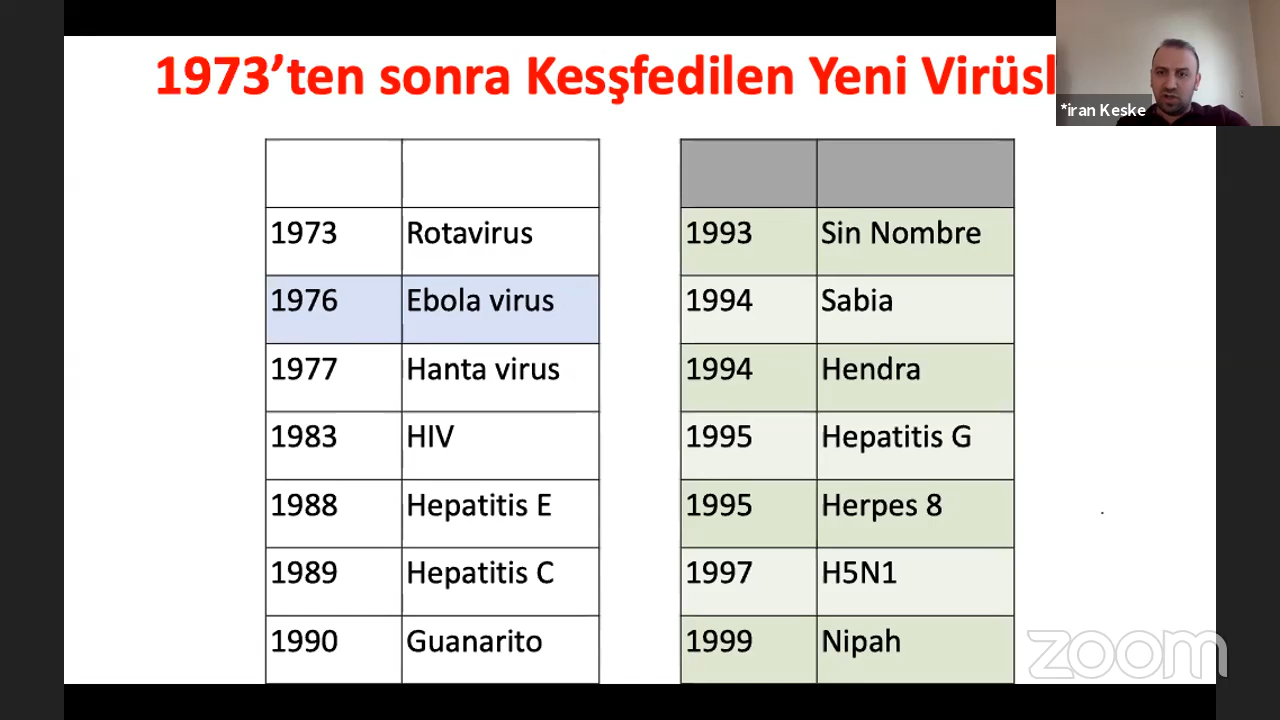 1973’ten sonra Kesşfedilen Yeni Virüsl
*iran Keske
1973 Rotavirus
1976 Ebola virus
1977 Hanta virus
1983 HIV
1988 Hepatitis E
1989 Hepatitis C
1990 Guanarito
1993 Sin Nombre
1994 Sabia
1994 Hendra
1995 Hepatitis G
1995 Herpes 8
1997 H5N1
1999 Nipah
zoom